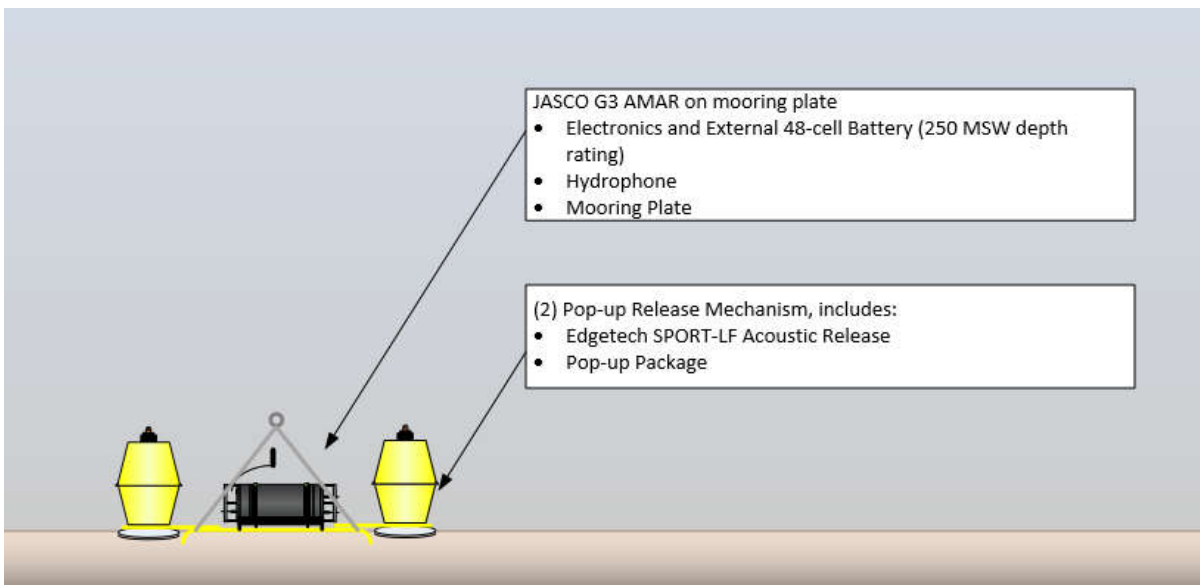 JASCO G3 AMAR on mooring plate
• Electronics and External 48-cell Battery (250 MSW depth
rating)
• Hydrophone
• Mooring Plate
(2) Pop-up Release Mechanism, includes:
• Edgetech SPORT-LF Acoustic Release
• Pop-up Package